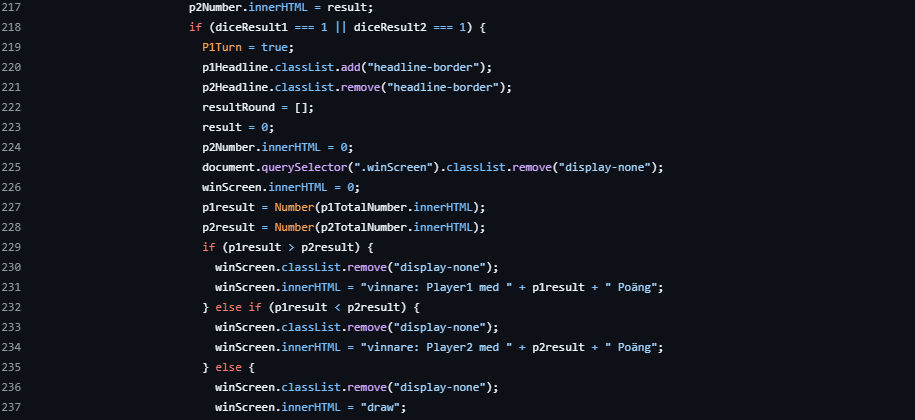 217 p2Number.innerHTML = result;
218 if (diceResult1 === 1 || diceResult2 === 1) {
219 P1Turn = true;
220 p1Headline.classList.add("headline-border");
221 p2Headline.classList.remove("headline-border");
222 resultRound = [];
223 result = 0;
224 p2Number.innerHTML = 0;
225 document.querySelector(".winScreen").classList.remove("display-none");
226 winScreen.innerHTML = 0;
227 p1result = Number(p1TotalNumber.innerHTML);
228 p2result = Number(p2TotalNumber.innerHTML);
229 if (p1result > p2result) {
230 winScreen.classList.remove("display-none");
231 winScreen.innerHTML = "vinnare: Player1 med " + p1result + " Poäng";
232 } else if (p1result < p2result) {
233 winScreen.classList.remove("display-none");
234 winScreen.innerHTML = "vinnare: Player2 med " + p2result + " Poäng";
235 } else {
236 winScreen.classList.remove("display-none");
237 winScreen.innerHTML = "draw";